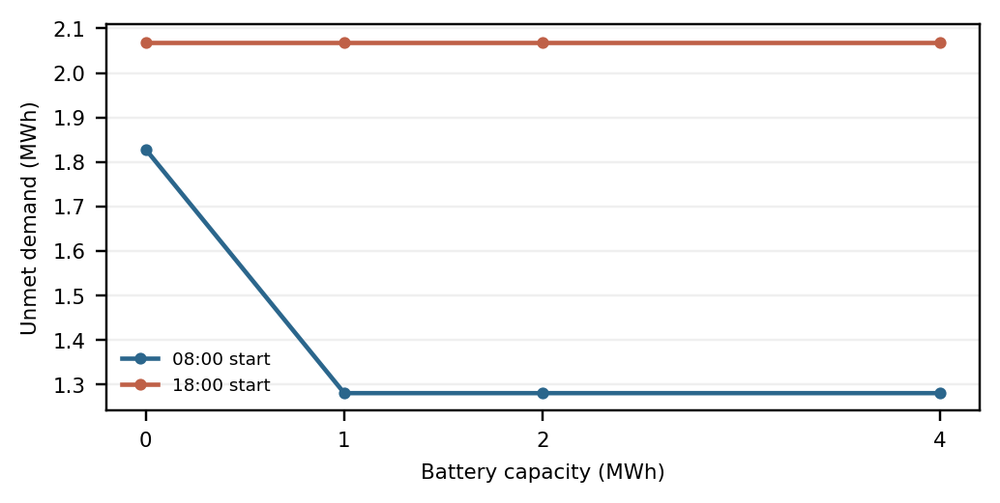 2.1
2.0
1.9
1.8
1.7
1.6
1.5
1.4
1.3
Unmet demand (MWh)
08:00 start
18:00 start
0 1 2 4
Battery capacity (MWh)